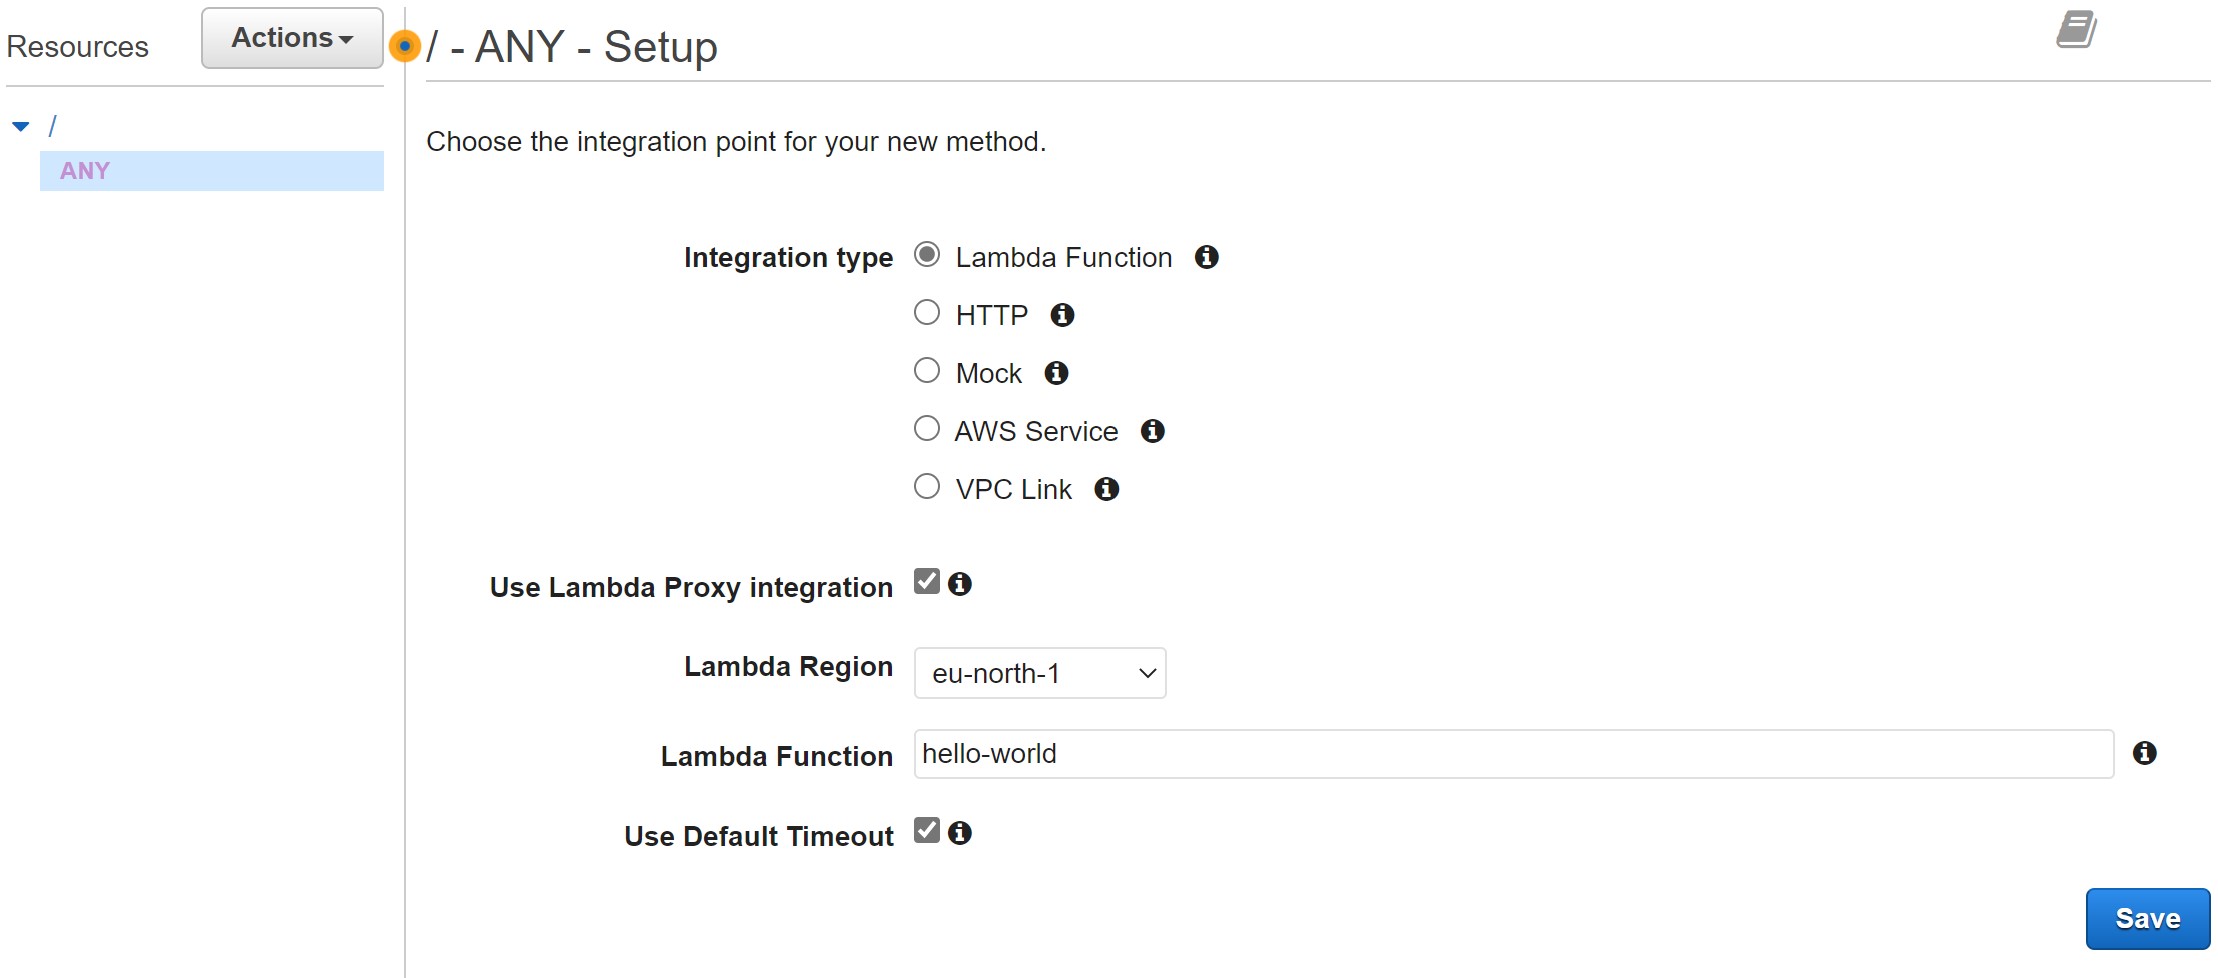 Resources
Actions
/ - ANY - Setup
/
ANY
Choose the integration point for your new method.
Integration type
Lambda Function
HTTP
Mock
AWS Service
VPC Link
Use Lambda Proxy integration
Lambda Region
eu-north-1
Lambda Function
hello-world
Use Default Timeout
Save